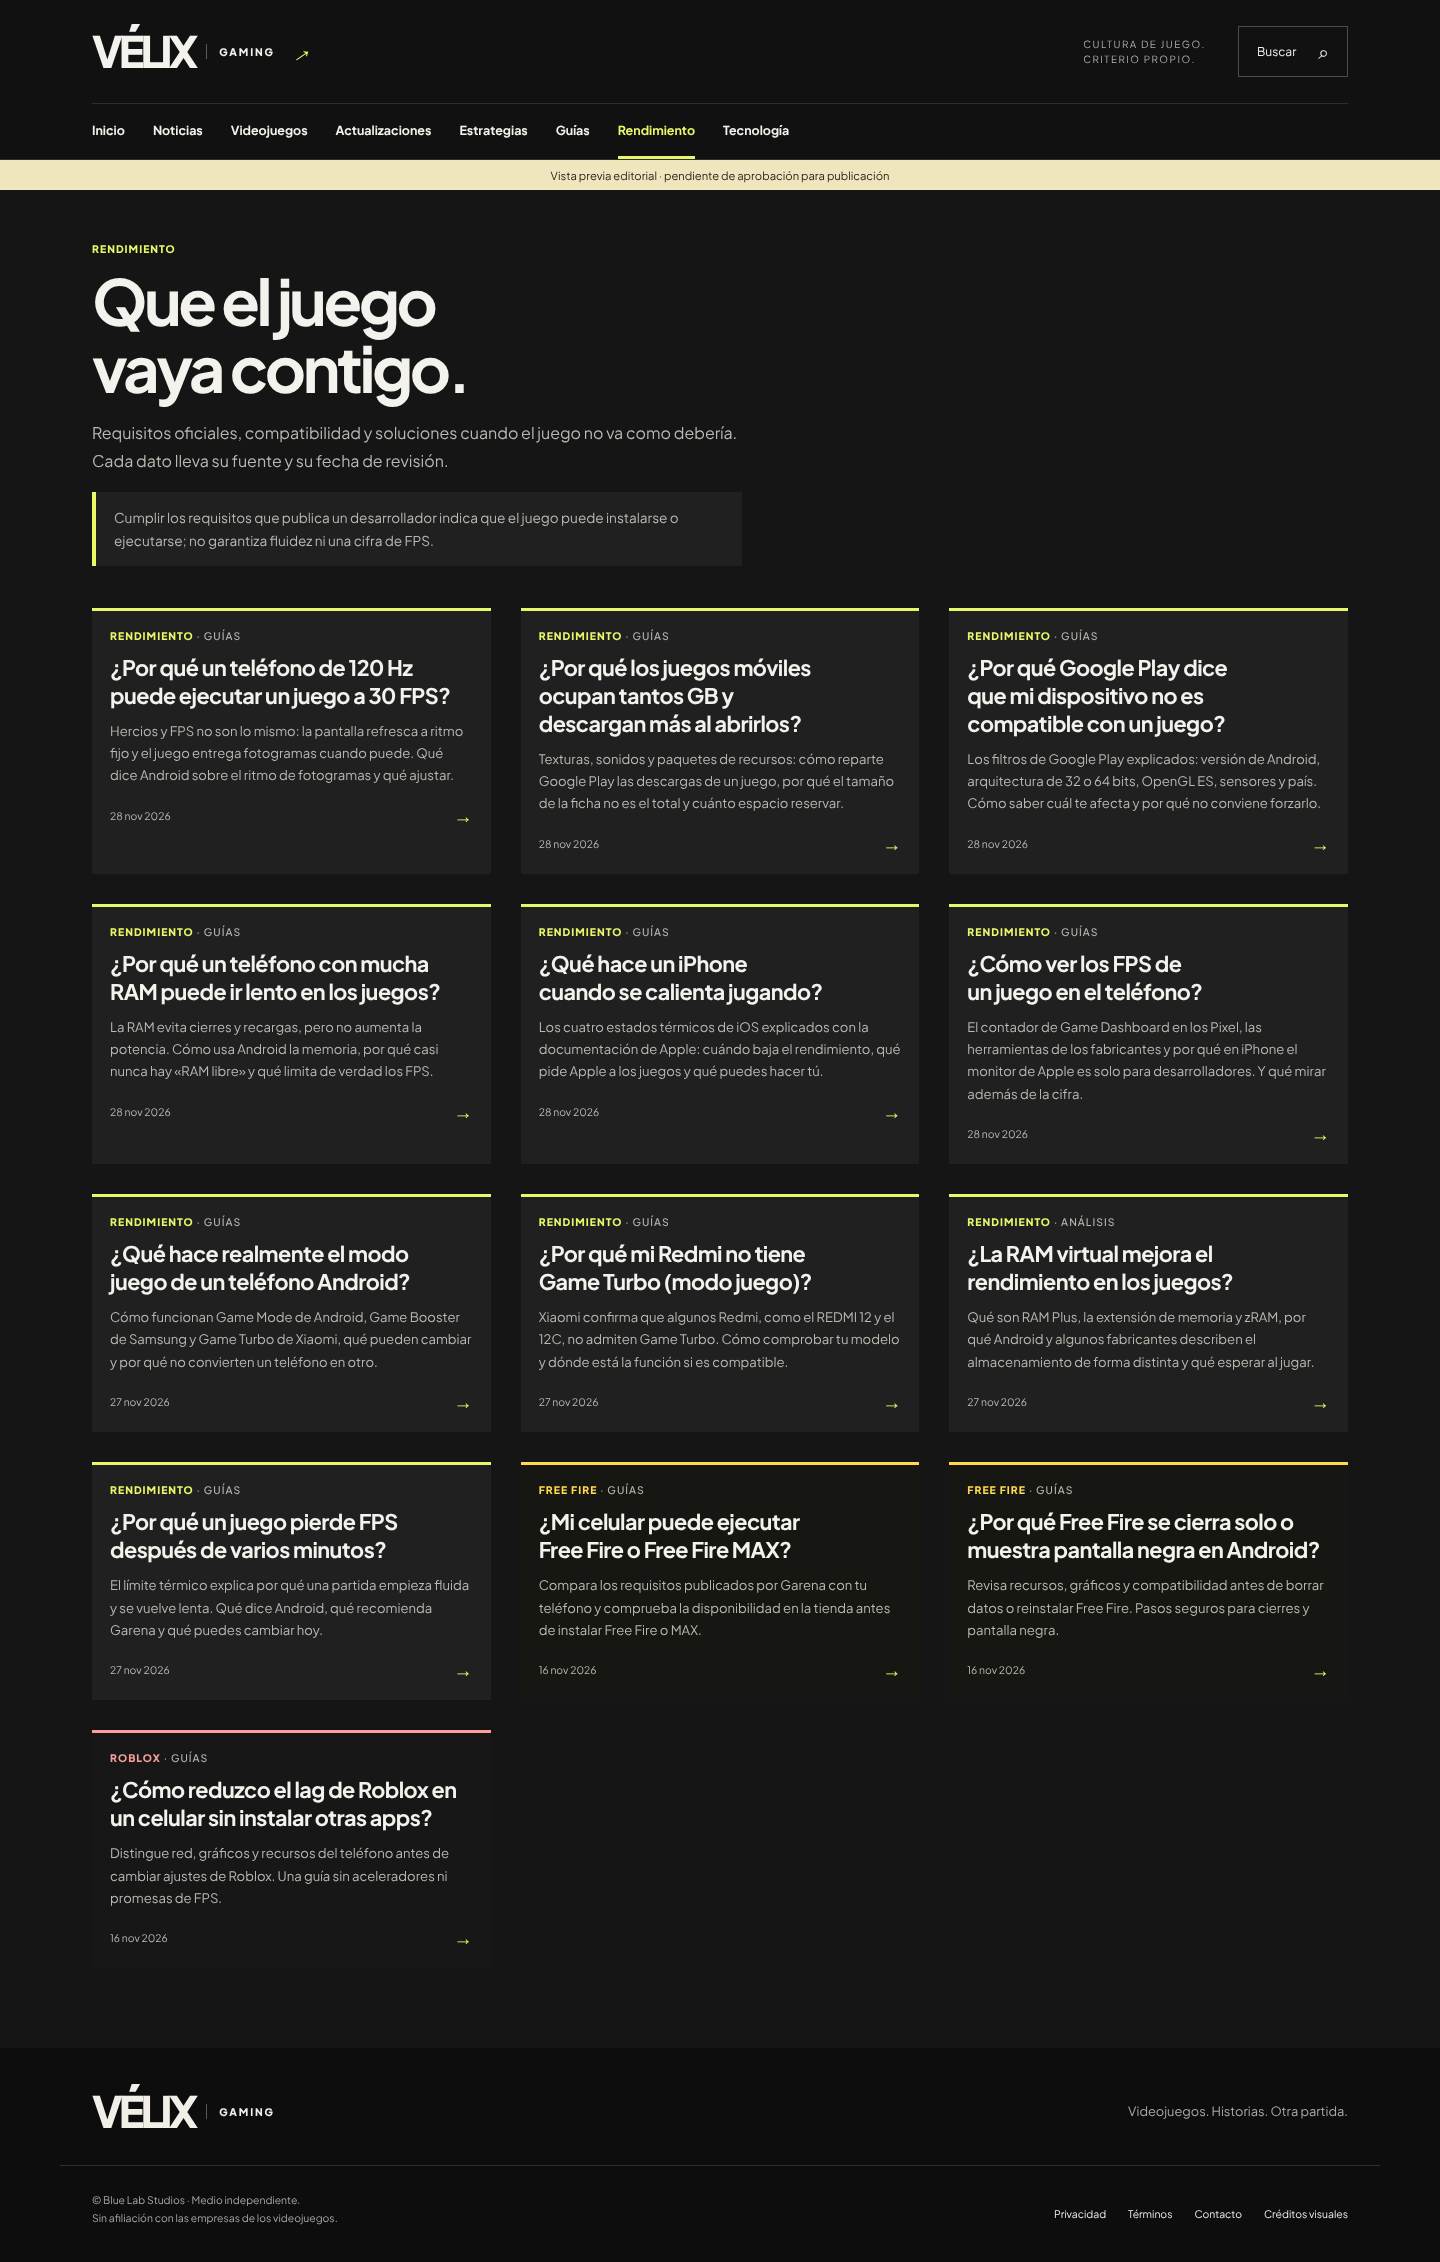 VÉLIX GAMING
CULTURA DE JUEGO.
CRITERIO PROPIO.
Buscar
Inicio Noticias Videojuegos Actualizaciones Estrategias Guías Rendimiento Tecnología
Vista previa editorial · pendiente de aprobación para publicación
RENDIMIENTO
Que el juego
vaya contigo.
Requisitos oficiales, compatibilidad y soluciones cuando el juego no va como debería.
Cada dato lleva su fuente y su fecha de revisión.
Cumplir los requisitos que publica un desarrollador indica que el juego puede instalarse o
ejecutarse; no garantiza fluidez ni una cifra de FPS.
RENDIMIENTO · GUÍAS
¿Por qué un teléfono de 120 Hz
puede ejecutar un juego a 30 FPS?
Hercios y FPS no son lo mismo: la pantalla refresca a ritmo
fijo y el juego entrega fotogramas cuando puede. Qué
dice Android sobre el ritmo de fotogramas y qué ajustar.
28 nov 2026 →
RENDIMIENTO · GUÍAS
¿Por qué los juegos móviles
ocupan tantos GB y
descargan más al abrirlos?
Texturas, sonidos y paquetes de recursos: cómo reparte
Google Play las descargas de un juego, por qué el tamaño
de la ficha no es el total y cuánto espacio reservar.
28 nov 2026 →
RENDIMIENTO · GUÍAS
¿Por qué Google Play dice
que mi dispositivo no es
compatible con un juego?
Los filtros de Google Play explicados: versión de Android,
arquitectura de 32 o 64 bits, OpenGL ES, sensores y país.
Cómo saber cuál te afecta y por qué no conviene forzarlo.
28 nov 2026 →
RENDIMIENTO · GUÍAS
¿Por qué un teléfono con mucha
RAM puede ir lento en los juegos?
La RAM evita cierres y recargas, pero no aumenta la
potencia. Cómo usa Android la memoria, por qué casi
nunca hay «RAM libre» y qué limita de verdad los FPS.
28 nov 2026 →
RENDIMIENTO · GUÍAS
¿Qué hace un iPhone
cuando se calienta jugando?
Los cuatro estados térmicos de iOS explicados con la
documentación de Apple: cuándo baja el rendimiento, qué
pide Apple a los juegos y qué puedes hacer tú.
28 nov 2026 →
RENDIMIENTO · GUÍAS
¿Cómo ver los FPS de
un juego en el teléfono?
El contador de Game Dashboard en los Pixel, las
herramientas de los fabricantes y por qué en iPhone el
monitor de Apple es solo para desarrolladores. Y qué mirar
además de la cifra.
28 nov 2026 →
RENDIMIENTO · GUÍAS
¿Qué hace realmente el modo
juego de un teléfono Android?
Cómo funcionan Game Mode de Android, Game Booster
de Samsung y Game Turbo de Xiaomi, qué pueden cambiar
y por qué no convierten un teléfono en otro.
27 nov 2026 →
RENDIMIENTO · GUÍAS
¿Por qué mi Redmi no tiene
Game Turbo (modo juego)?
Xiaomi confirma que algunos Redmi, como el REDMI 12 y el
12C, no admiten Game Turbo. Cómo comprobar tu modelo
y dónde está la función si es compatible.
27 nov 2026 →
RENDIMIENTO · ANÁLISIS
¿La RAM virtual mejora el
rendimiento en los juegos?
Qué son RAM Plus, la extensión de memoria y zRAM, por
qué Android y algunos fabricantes describen el
almacenamiento de forma distinta y qué esperar al jugar.
27 nov 2026 →
RENDIMIENTO · GUÍAS
¿Por qué un juego pierde FPS
después de varios minutos?
El límite térmico explica por qué una partida empieza fluida
y se vuelve lenta. Qué dice Android, qué recomienda
Garena y qué puedes cambiar hoy.
27 nov 2026 →
FREE FIRE · GUÍAS
¿Mi celular puede ejecutar
Free Fire o Free Fire MAX?
Compara los requisitos publicados por Garena con tu
teléfono y comprueba la disponibilidad en la tienda antes
de instalar Free Fire o MAX.
16 nov 2026 →
FREE FIRE · GUÍAS
¿Por qué Free Fire se cierra solo o
muestra pantalla negra en Android?
Revisa recursos, gráficos y compatibilidad antes de borrar
datos o reinstalar Free Fire. Pasos seguros para cierres y
pantalla negra.
16 nov 2026 →
ROBLOX · GUÍAS
¿Cómo reduzco el lag de Roblox en
un celular sin instalar otras apps?
Distingue red, gráficos y recursos del teléfono antes de
cambiar ajustes de Roblox. Una guía sin aceleradores ni
promesas de FPS.
16 nov 2026 →
VÉLIX GAMING
Videojuegos. Historias. Otra partida.
© Blue Lab Studios · Medio independiente.
Sin afiliación con las empresas de los videojuegos.
Privacidad Términos Contacto Créditos visuales